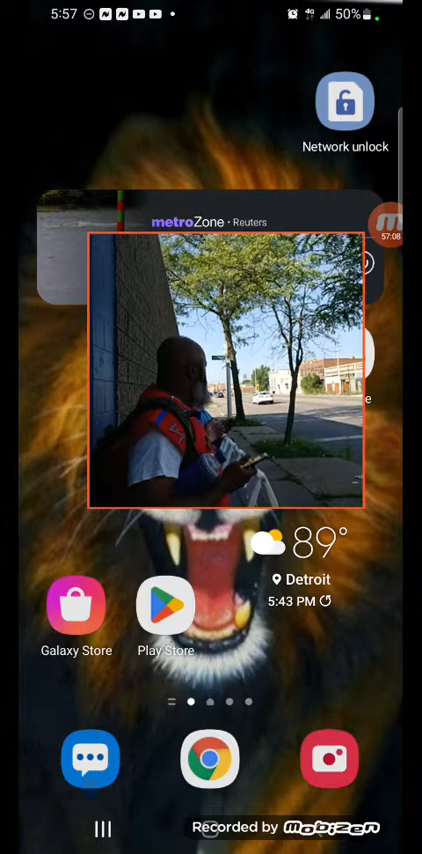 5:57
4G
50%
Network unlock
metroZone · Reuters
57:08
e
89°
Detroit
5:43 PM
Galaxy Store
Play Store
Recorded by Mobizen